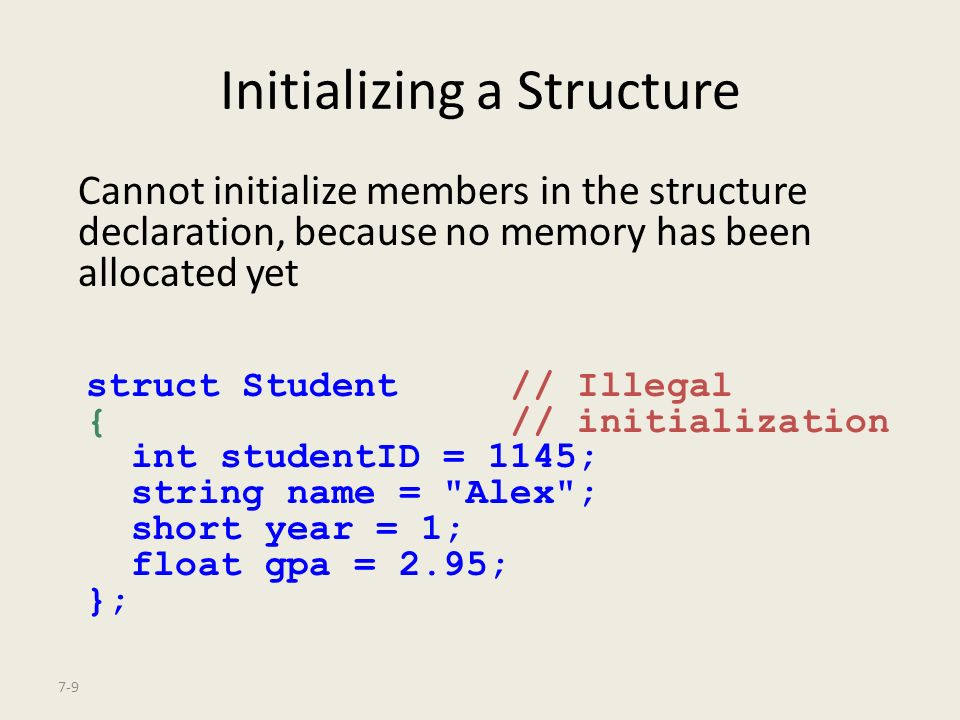 Initializing a Structure
Cannot initialize members in the structure
declaration, because no memory has been
allocated yet
struct Student // Illegal
{ // initialization
int studentID = 1145;
string name = "Alex";
short year = 1;
float gpa = 2.95;
};
7-9